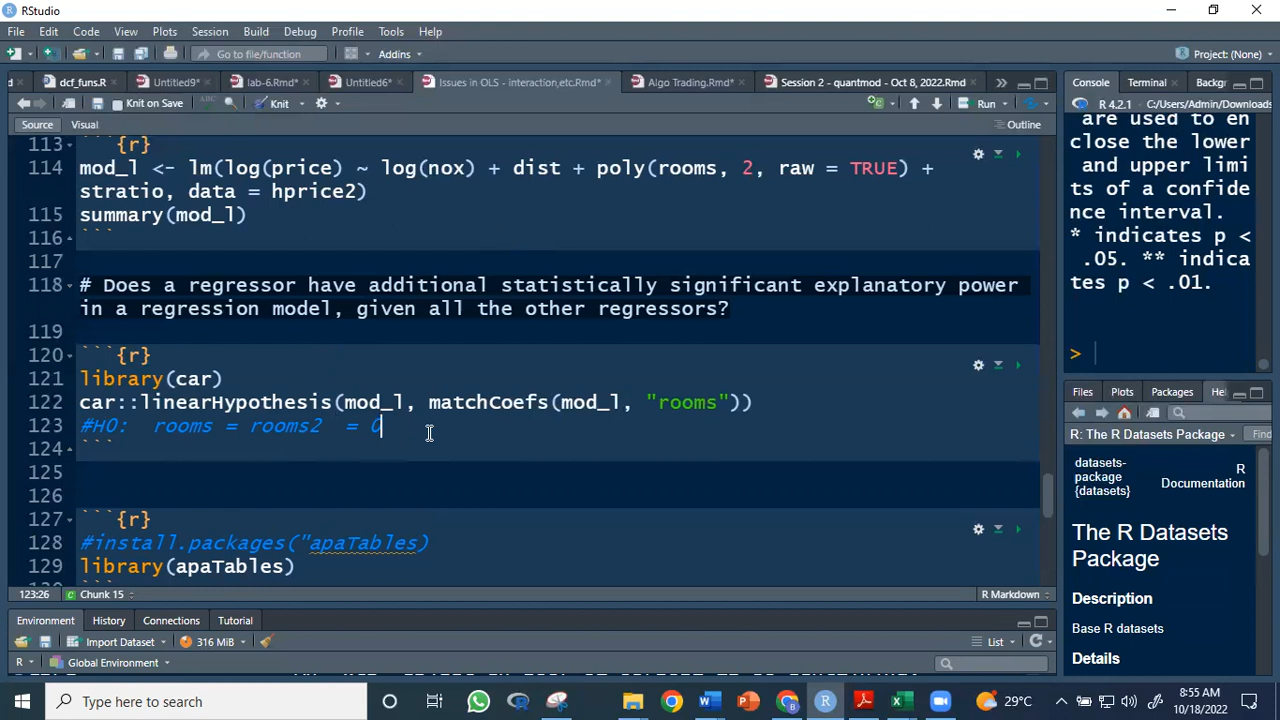 RStudio
File Edit Code View Plots Session Build Debug Profile Tools Help
Go to file/function Addins Project: (None)
dcf_funs.R Untitled9* lab-6.Rmd* Untitled6* Issues in OLS - interaction,etc.Rmd* Algo Trading.Rmd* Session 2 - quantmod - Oct 8, 2022.Rmd
Knit on Save ABC Knit Run
Source Visual Outline
113 ```{r}
114 mod_l <- lm(log(price) ~ log(nox) + dist + poly(rooms, 2, raw = TRUE) +
stratio, data = hprice2)
115 summary(mod_l)
116 ```
117
118 # Does a regressor have additional statistically significant explanatory power
in a regression model, given all the other regressors?
119
120 ```{r}
121 library(car)
122 car::linearHypothesis(mod_l, matchCoefs(mod_l, "rooms"))
123 #H0:  rooms = rooms2  = 0
124 ```
125
126
127 ```{r}
128 #install.packages("apaTables)
129 library(apaTables)
130 ```
123:26 Chunk 15 R Markdown
Environment History Connections Tutorial
Import Dataset 316 MiB List
R Global Environment
Console Terminal Backgr
R 4.2.1 C:/Users/Admin/Downloads
are used to en
close the lower
and upper limi
ts of a confide
nce interval.
* indicates p <
.05. ** indica
tes p < .01.
>
Files Plots Packages Hel
R: The R Datasets Package Find
datasets-
package
{datasets}
R
Documentation
The R Datasets
Package
Description
Base R datasets
Details
Type here to search
29°C
8:55 AM
10/18/2022